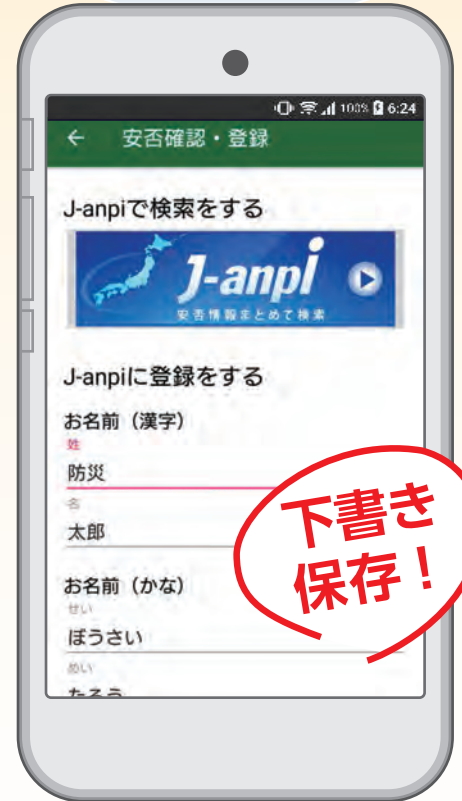 100% 6:24
← 安否確認・登録
J-anpiで検索をする
J-anpi
安否情報まとめて検索
J-anpiに登録をする
お名前（漢字）
姓
防災
名
太郎
下書き
保存！
お名前（かな）
せい
ぼうさい
めい
たろう